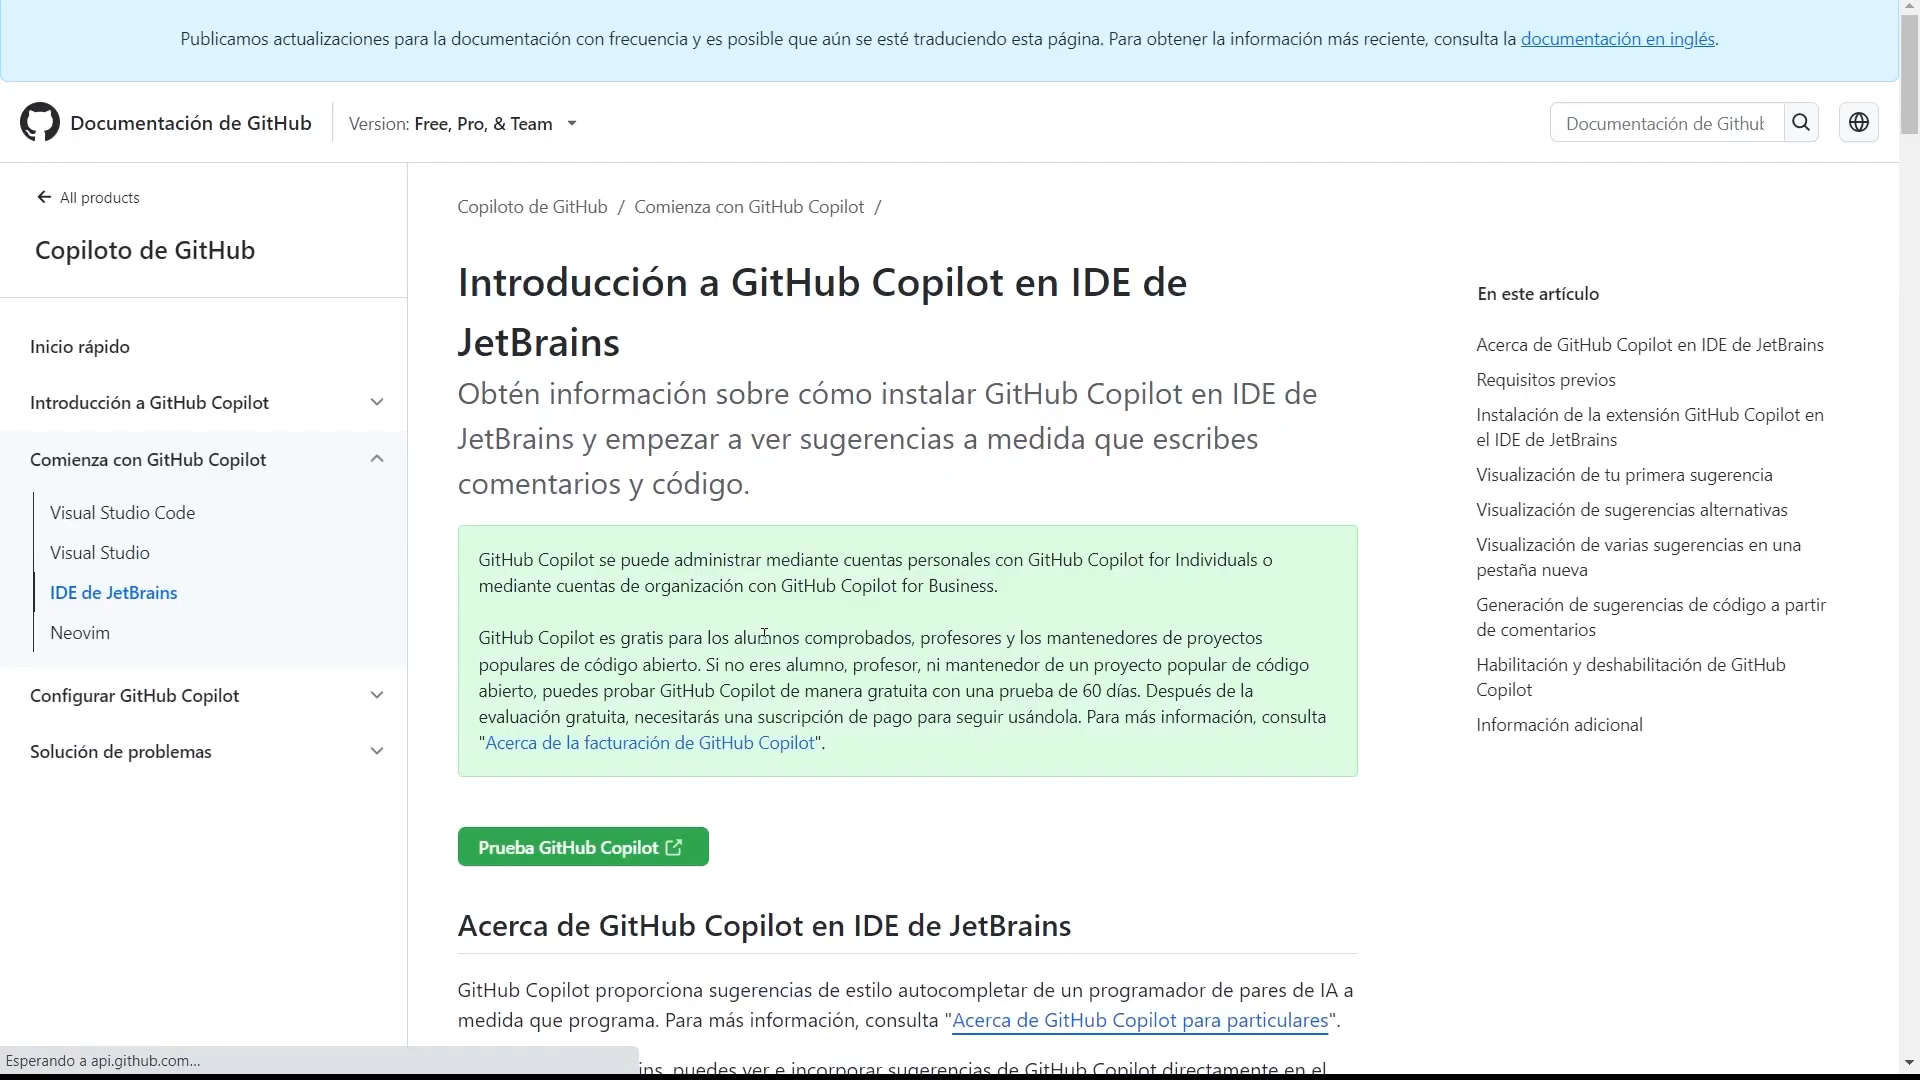 Publicamos actualizaciones para la documentación con frecuencia y es posible que aún se esté traduciendo esta página. Para obtener la información más reciente, consulta la documentación en inglés.
Documentación de GitHub
Version: Free, Pro, & Team
Documentación de Github
All products
Copiloto de GitHub
Inicio rápido
Introducción a GitHub Copilot
Comienza con GitHub Copilot
Visual Studio Code
Visual Studio
IDE de JetBrains
Neovim
Configurar GitHub Copilot
Solución de problemas
Copiloto de GitHub / Comienza con GitHub Copilot /
Introducción a GitHub Copilot en IDE de
JetBrains
Obtén información sobre cómo instalar GitHub Copilot en IDE de
JetBrains y empezar a ver sugerencias a medida que escribes
comentarios y código.
GitHub Copilot se puede administrar mediante cuentas personales con GitHub Copilot for Individuals o
mediante cuentas de organización con GitHub Copilot for Business.
GitHub Copilot es gratis para los alumnos comprobados, profesores y los mantenedores de proyectos
populares de código abierto. Si no eres alumno, profesor, ni mantenedor de un proyecto popular de código
abierto, puedes probar GitHub Copilot de manera gratuita con una prueba de 60 días. Después de la
evaluación gratuita, necesitarás una suscripción de pago para seguir usándola. Para más información, consulta
"Acerca de la facturación de GitHub Copilot".
Prueba GitHub Copilot
Acerca de GitHub Copilot en IDE de JetBrains
GitHub Copilot proporciona sugerencias de estilo autocompletar de un programador de pares de IA a
medida que programa. Para más información, consulta "Acerca de GitHub Copilot para particulares".
puedes ver e incorporar sugerencias de GitHub Copilot directamente en el
En este artículo
Acerca de GitHub Copilot en IDE de JetBrains
Requisitos previos
Instalación de la extensión GitHub Copilot en
el IDE de JetBrains
Visualización de tu primera sugerencia
Visualización de sugerencias alternativas
Visualización de varias sugerencias en una
pestaña nueva
Generación de sugerencias de código a partir
de comentarios
Habilitación y deshabilitación de GitHub
Copilot
Información adicional
Esperando a api.github.com...